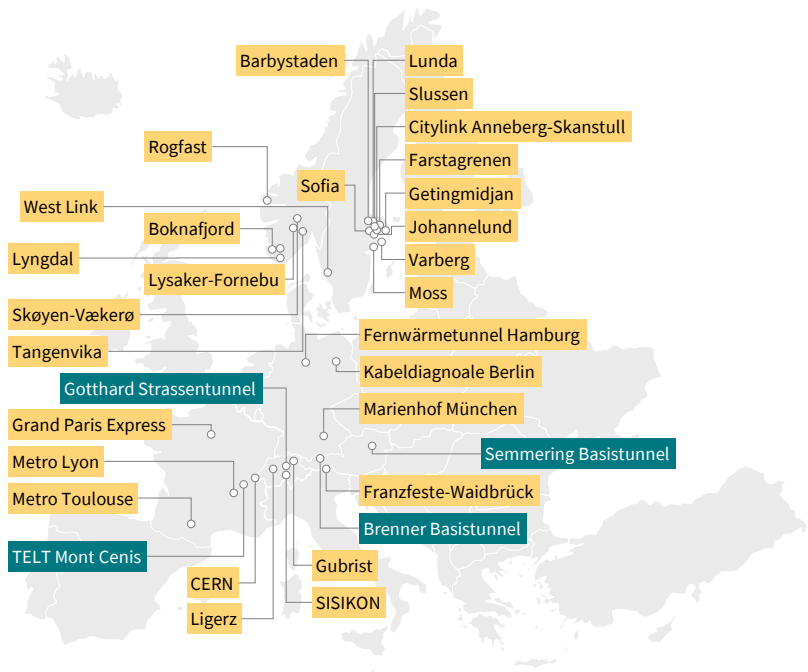 Barbystaden
Lunda
Slussen
Citylink Anneberg-Skanstull
Rogfast
Farstagrenen
Sofia
Getingmidjan
West Link
Boknafjord
Johannelund
Lyngdal
Varberg
Lysaker-Fornebu
Moss
Skøyen-Vækerø
Fernwärmetunnel Hamburg
Tangenvika
Kabeldiagnoale Berlin
Gotthard Strassentunnel
Marienhof München
Grand Paris Express
Semmering Basistunnel
Metro Lyon
Franzfeste-Waidbrück
Metro Toulouse
Brenner Basistunnel
TELT Mont Cenis
Gubrist
CERN
SISIKON
Ligerz